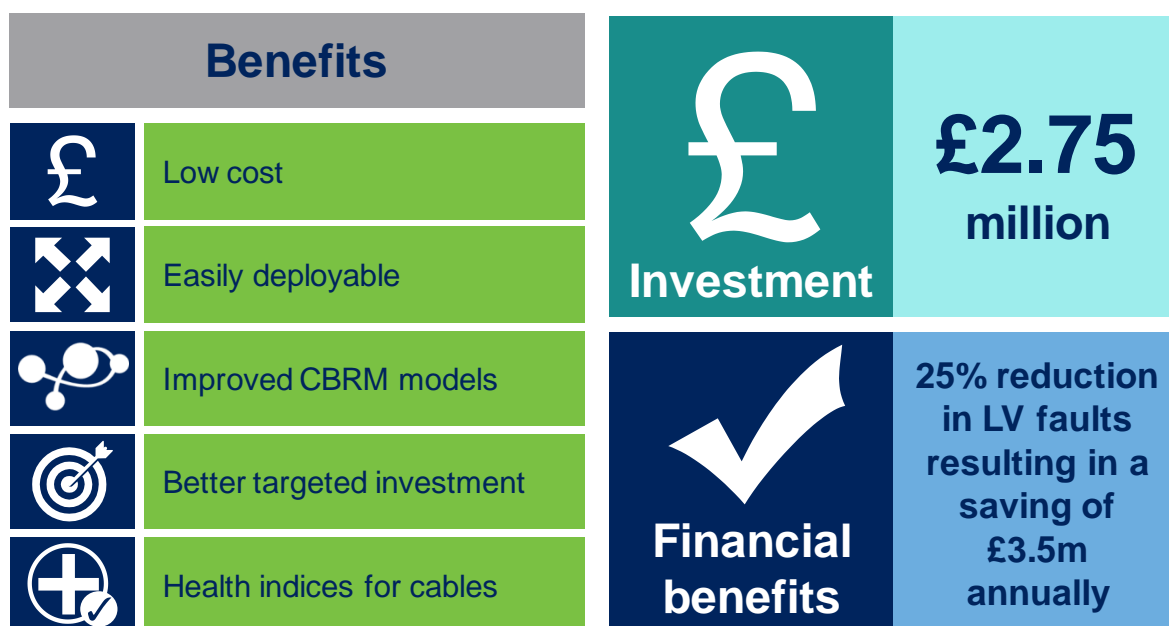 Benefits
£
Low cost
Easily deployable
Improved CBRM models
Better targeted investment
Health indices for cables
£
Investment
£2.75
million
Financial
benefits
25% reduction
in LV faults
resulting in a
saving of
£3.5m
annually